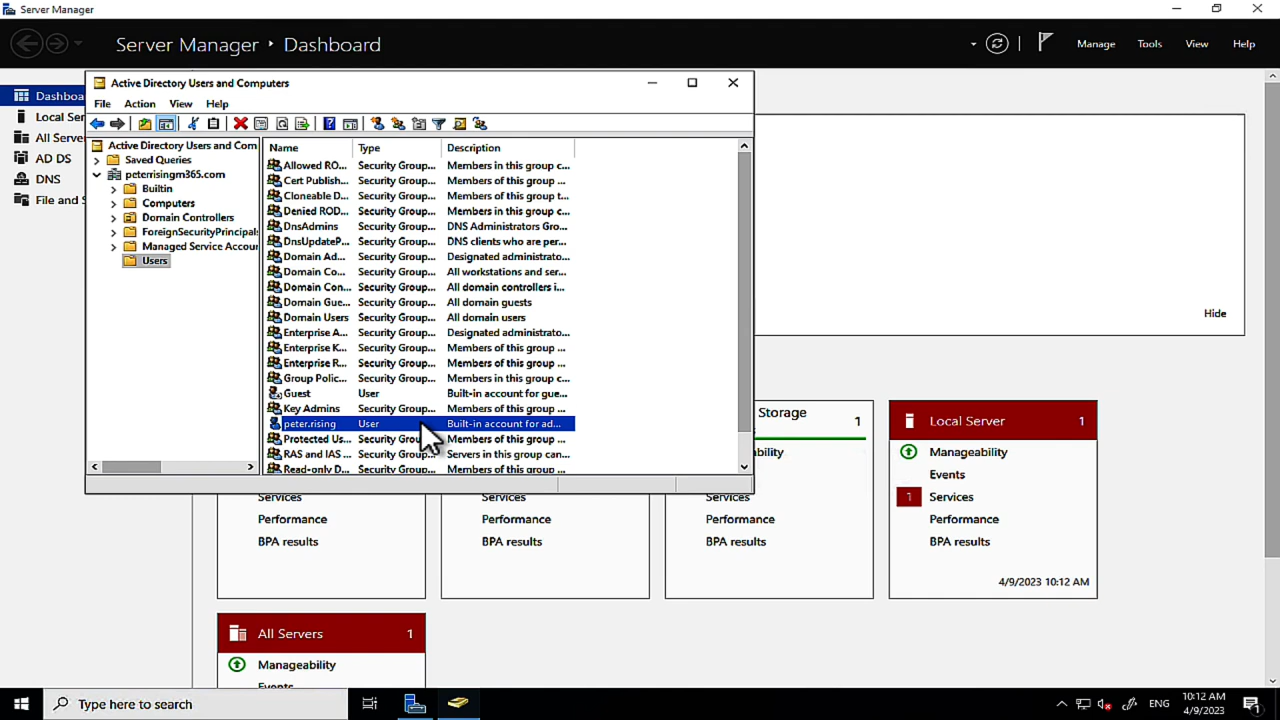 Server Manager
Server Manager • Dashboard
Manage Tools View Help
Active Directory Users and Computers
File Action View Help
Dashboa
Local Ser
All Serve
AD DS
DNS
File and S
Active Directory Users and Com
Saved Queries
peterrisingm365.com
Builtin
Computers
Domain Controllers
ForeignSecurityPrincipals
Managed Service Accour
Users
Name Type Description
Allowed RO... Security Group... Members in this group c...
Cert Publish... Security Group... Members of this group ...
Cloneable D... Security Group... Members of this group t...
Denied ROD... Security Group... Members in this group c...
DnsAdmins Security Group... DNS Administrators Gro...
DnsUpdateP... Security Group... DNS clients who are per...
Domain Ad... Security Group... Designated administrato...
Domain Co... Security Group... All workstations and ser...
Domain Con... Security Group... All domain controllers i...
Domain Gue... Security Group... All domain guests
Domain Users Security Group... All domain users
Enterprise A... Security Group... Designated administrato...
Enterprise K... Security Group... Members of this group ...
Enterprise R... Security Group... Members of this group ...
Group Polic... Security Group... Members in this group c...
Guest User Built-in account for gue...
Key Admins Security Group... Members of this group ...
peter.rising User Built-in account for ad...
Protected Us... Security Group... Members of this group ...
RAS and IAS ... Security Group... Servers in this group can...
Read-only D... Security Group... Members of this group ...
Hide
Storage 1
bility
Services
Performance
BPA results
Services
Performance
BPA results
Services
Performance
BPA results
Local Server 1
Manageability
Events
1 Services
Performance
BPA results
4/9/2023 10:12 AM
All Servers 1
Manageability
Events
Type here to search
ENG
10:12 AM
4/9/2023
1